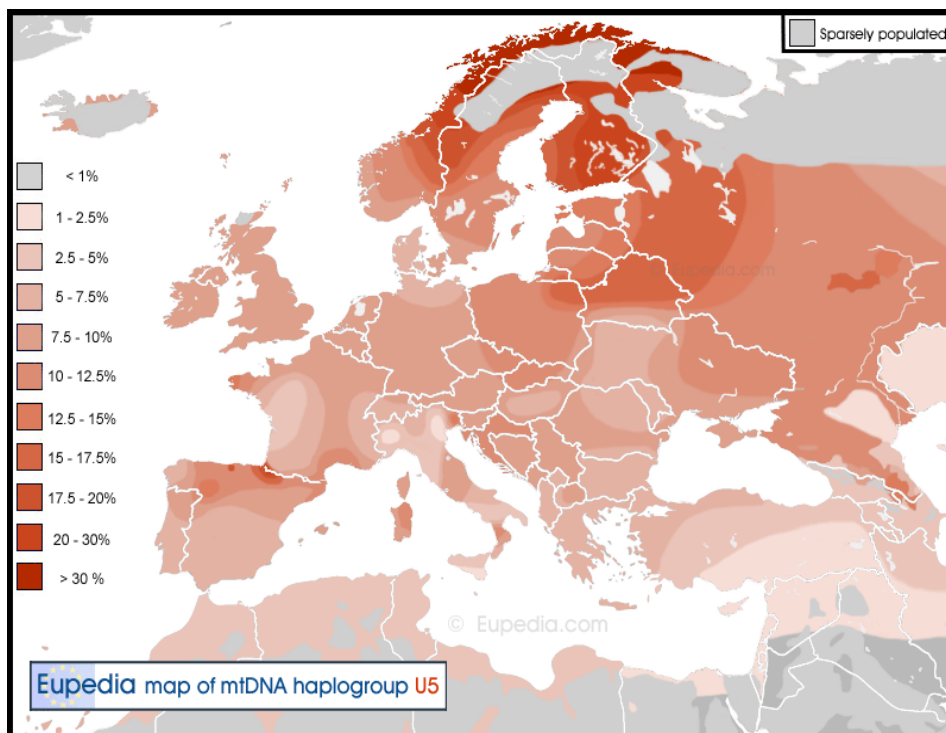 Sparsely populated
< 1%
1 - 2.5%
2.5 - 5%
5 - 7.5%
7.5 - 10%
10 - 12.5%
12.5 - 15%
15 - 17.5%
17.5 - 20%
20 - 30%
> 30 %
© Eupedia.com
© Eupedia.com
Eupedia map of mtDNA haplogroup U5